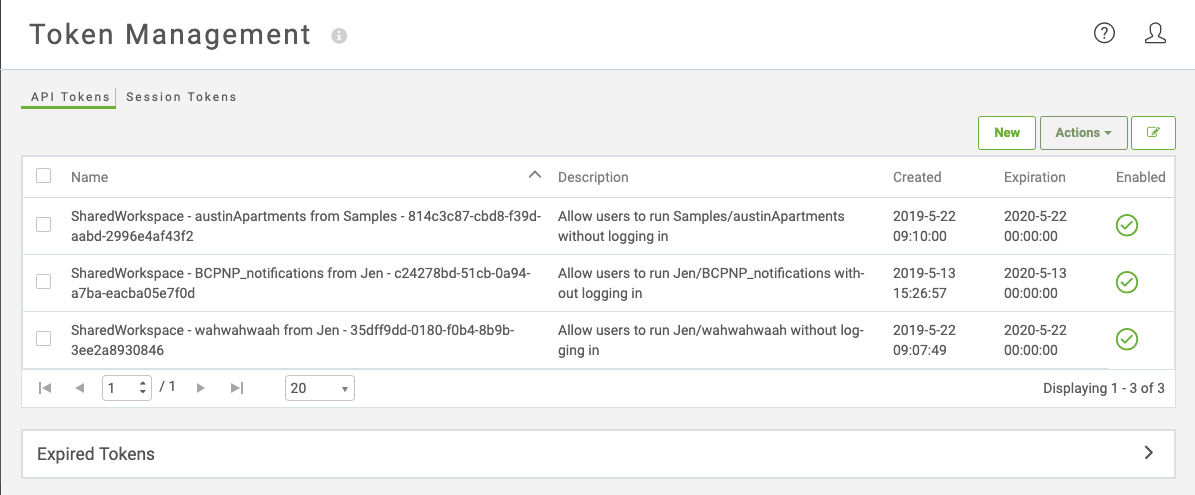 Token Management
API Tokens
Session Tokens
New
Actions
Name
Description
Created
Expiration
Enabled
SharedWorkspace - austinApartments from Samples - 814c3c87-cbd8-f39d-
aabd-2996e4af43f2
Allow users to run Samples/austinApartments
without logging in
2019-5-22
09:10:00
2020-5-22
00:00:00
SharedWorkspace - BCPNP_notifications from Jen - c24278bd-51cb-0a94-
a7ba-eacba05e7f0d
Allow users to run Jen/BCPNP_notifications with-
out logging in
2019-5-13
15:26:57
2020-5-13
00:00:00
SharedWorkspace - wahwahwaah from Jen - 35dff9dd-0180-f0b4-8b9b-
3ee2a8930846
Allow users to run Jen/wahwahwaah without log-
ging in
2019-5-22
09:07:49
2020-5-22
00:00:00
1
/ 1
20
Displaying 1 - 3 of 3
Expired Tokens